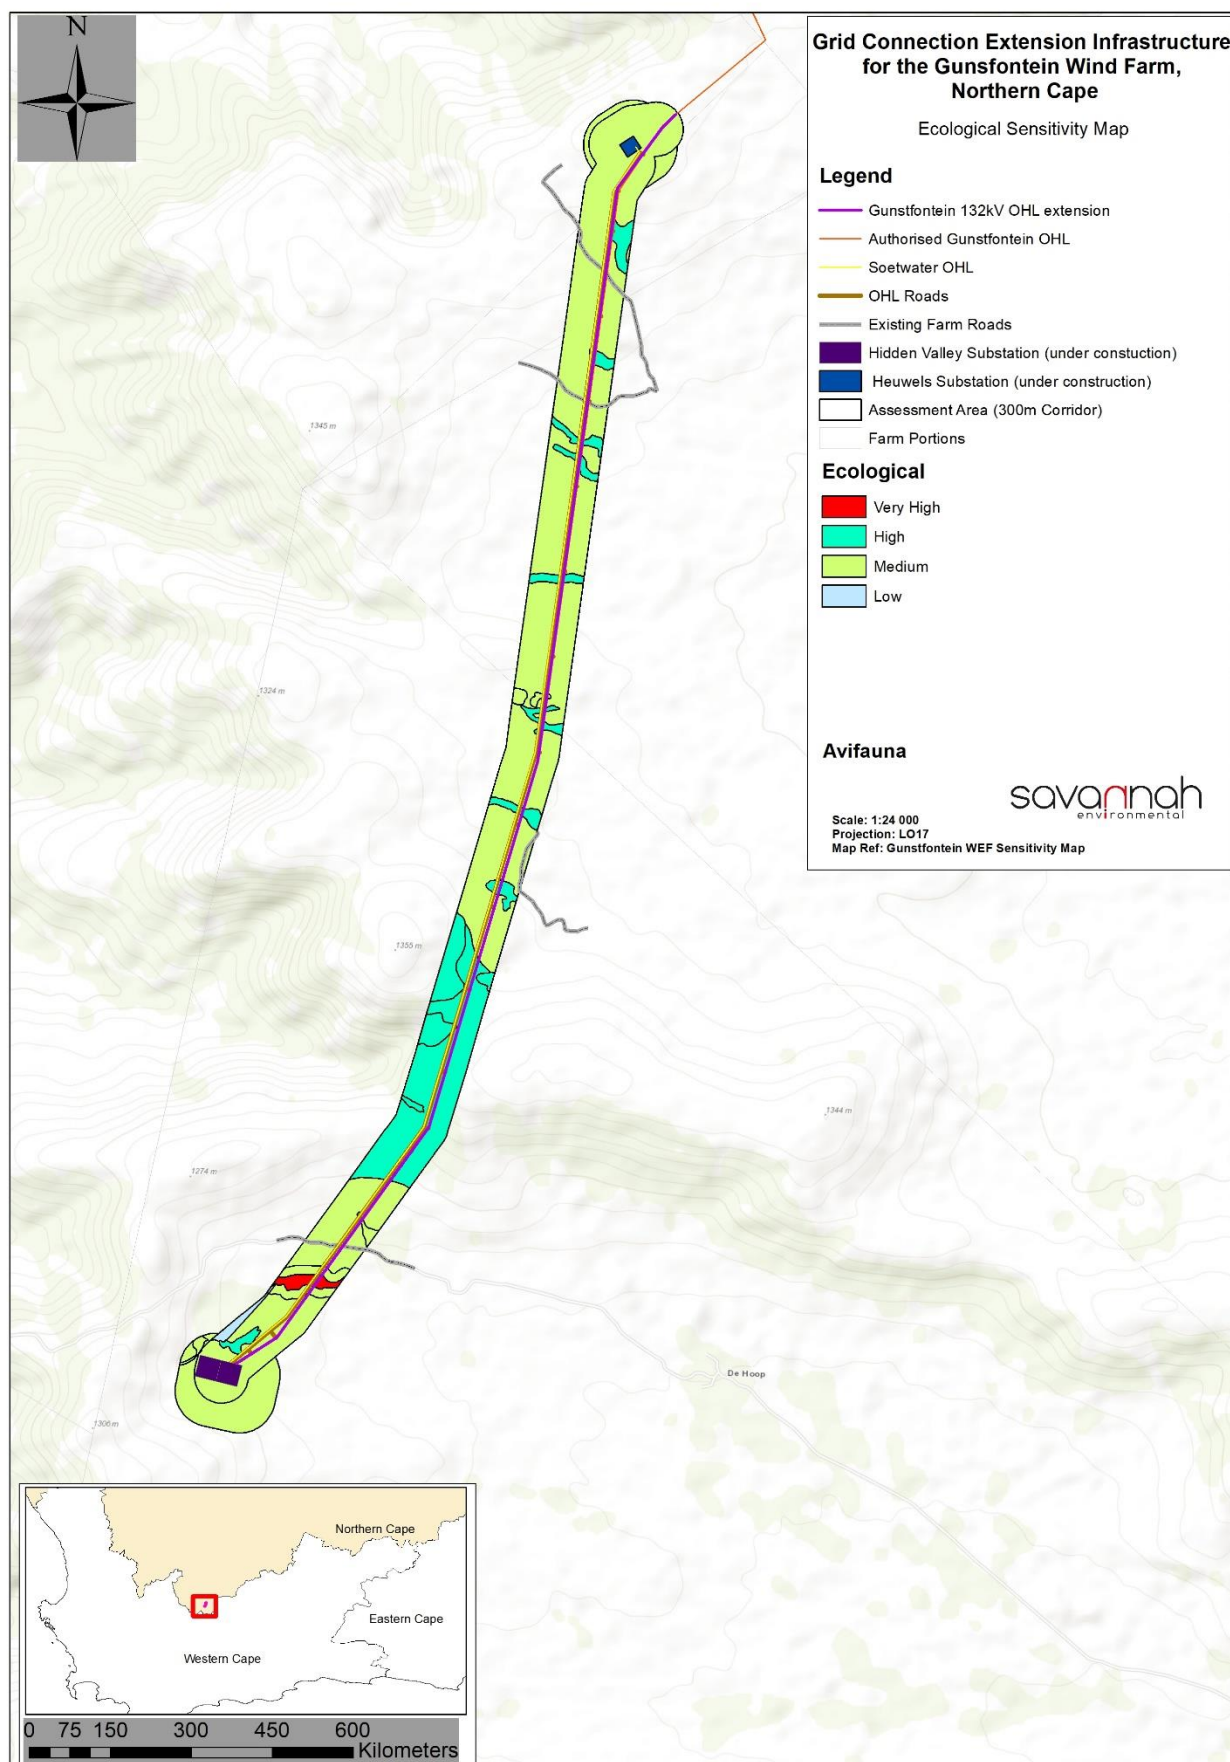 N
Grid Connection Extension Infrastructure
for the Gunsfontein Wind Farm,
Northern Cape
Ecological Sensitivity Map
Legend
Gunstfontein 132kV OHL extension
Authorised Gunstfontein OHL
Soetwater OHL
OHL Roads
Existing Farm Roads
Hidden Valley Substation (under constuction)
Heuwels Substation (under construction)
Assessment Area (300m Corridor)
Farm Portions
Ecological
Very High
High
Medium
Low
Avifauna
savannah
environmental
Scale: 1:24 000
Projection: LO17
Map Ref: Gunstfontein WEF Sensitivity Map
1345 m
1324 m
1355 m
1344 m
1274 m
De Hoop
1306 m
Northern Cape
Eastern Cape
Western Cape
0 75 150 300 450 600
Kilometers